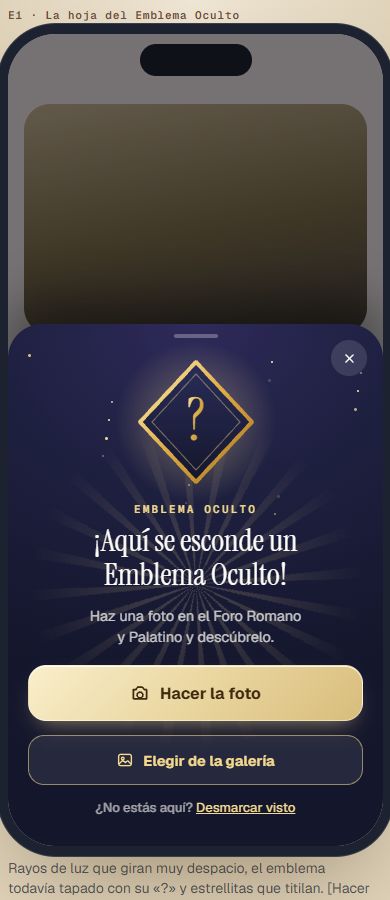 E1 · La hoja del Emblema Oculto
?
EMBLEMA OCULTO
¡Aquí se esconde un
Emblema Oculto!
Haz una foto en el Foro Romano
y Palatino y descúbrelo.
Hacer la foto
Elegir de la galería
¿No estás aquí? Desmarcar visto
Rayos de luz que giran muy despacio, el emblema
todavía tapado con su «?» y estrellitas que titilan. [Hacer